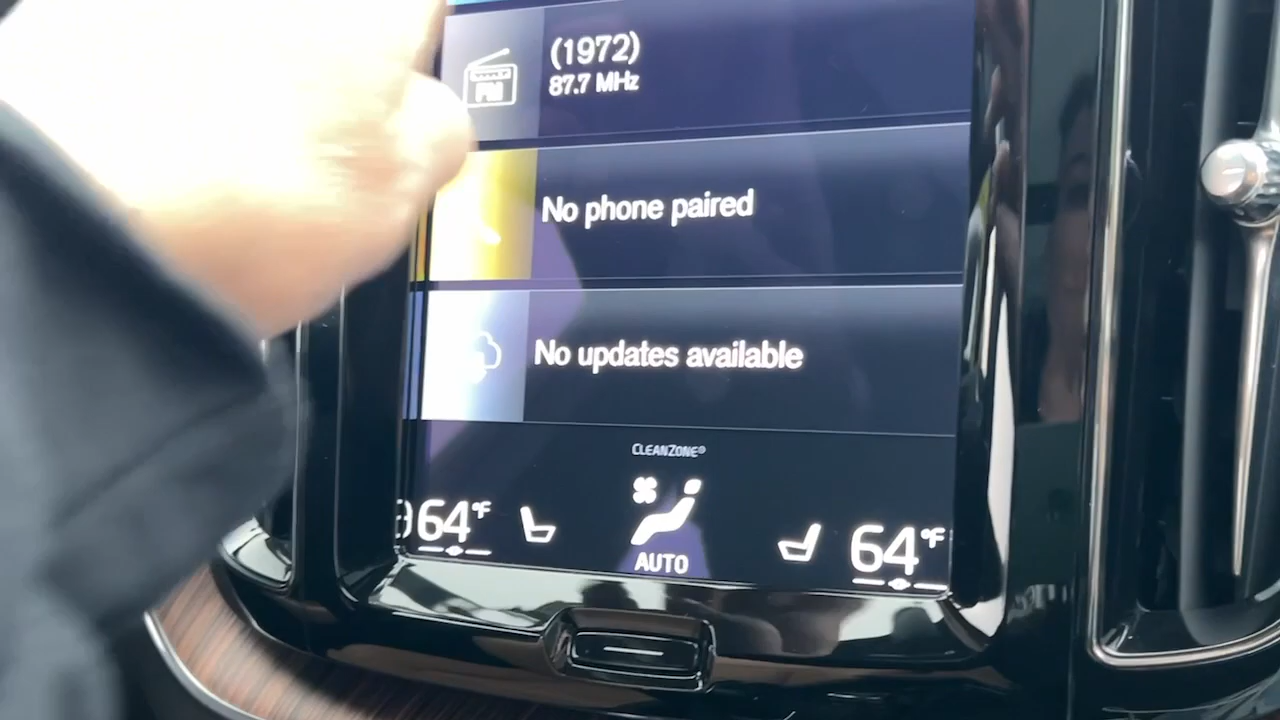 (1972)
87.7 MHz
FM
No phone paired
No updates available
CLEANZONE®
64°F
AUTO
64°F